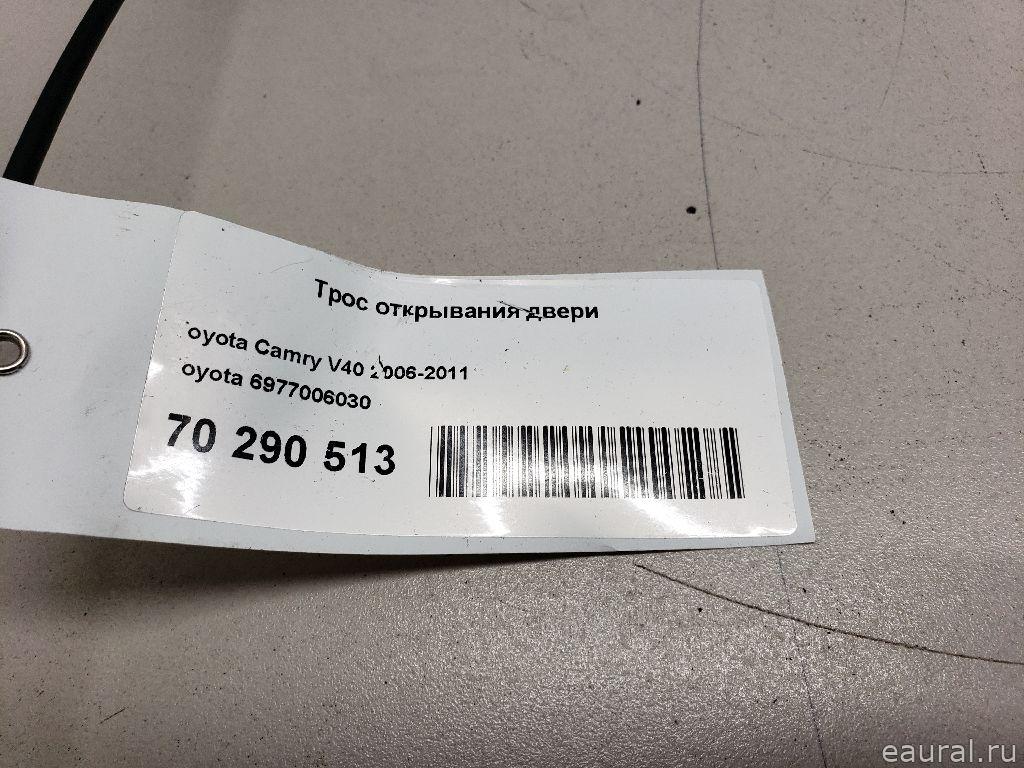 Трос открывания двери
oyota Camry V40 2006-2011
oyota 6977006030
70 290 513
eaural.ru